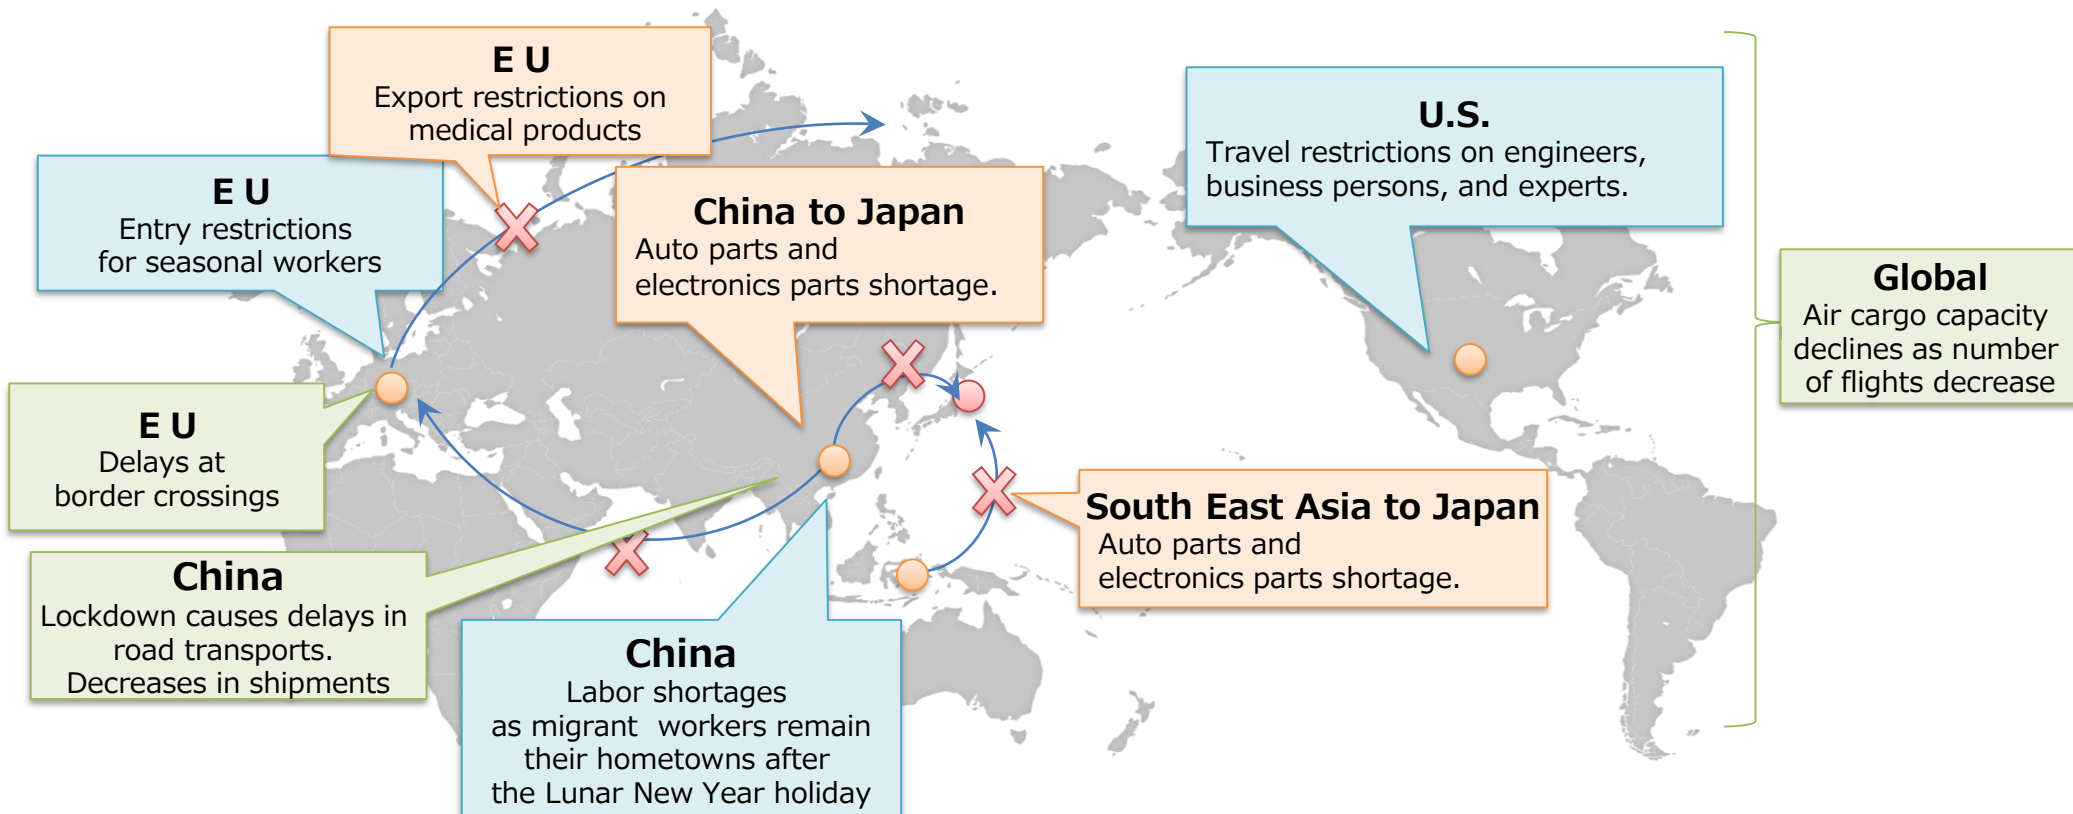 E U
Export restrictions on
medical products
U.S.
Travel restrictions on engineers,
business persons, and experts.
E U
Entry restrictions
for seasonal workers
China to Japan
Auto parts and
electronics parts shortage.
Global
Air cargo capacity
declines as number
of flights decrease
E U
Delays at
border crossings
South East Asia to Japan
Auto parts and
electronics parts shortage.
China
Lockdown causes delays in
road transports.
Decreases in shipments
China
Labor shortages
as migrant workers remain
their hometowns after
the Lunar New Year holiday